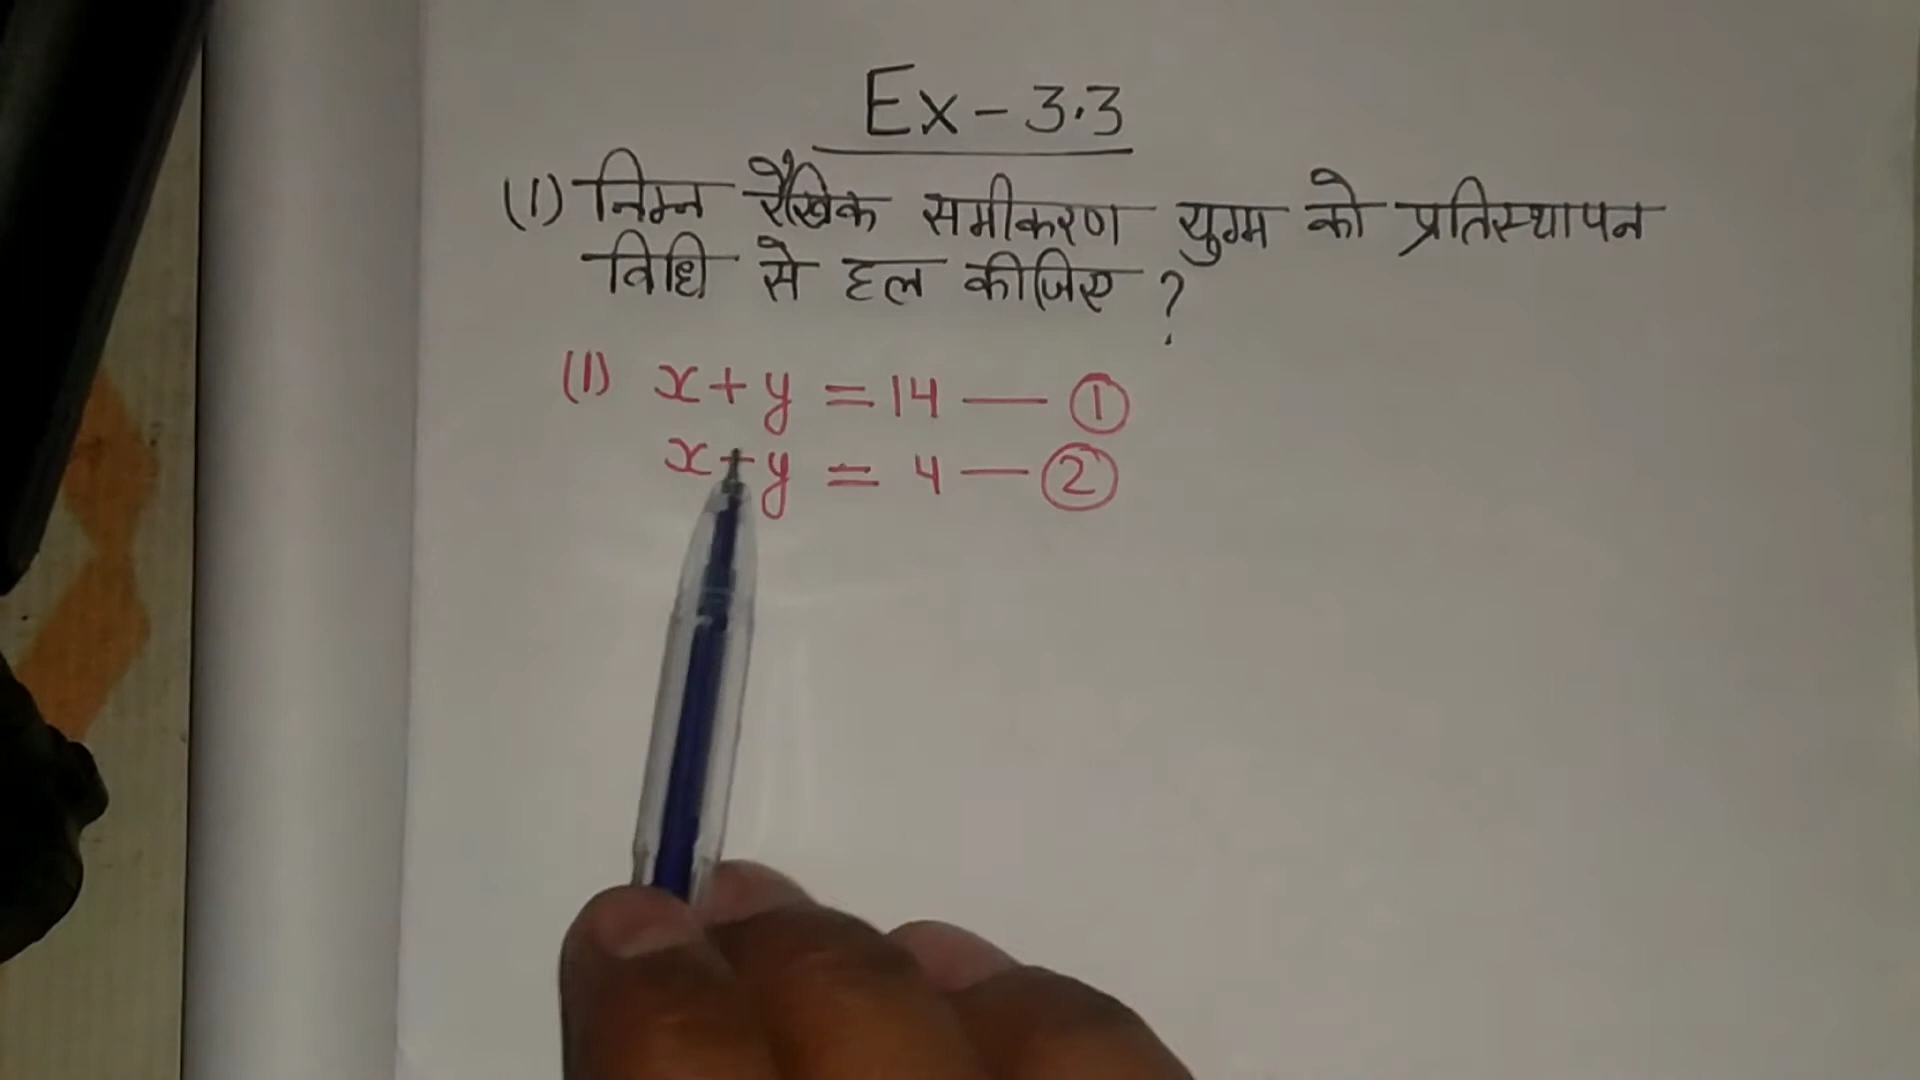 Ex - 3.3
(1) निम्न रैखिक समीकरण युग्म को प्रतिस्थापन
विधि से हल कीजिए ?
(1) x+y = 14 — ①
x+y = 4 — ②